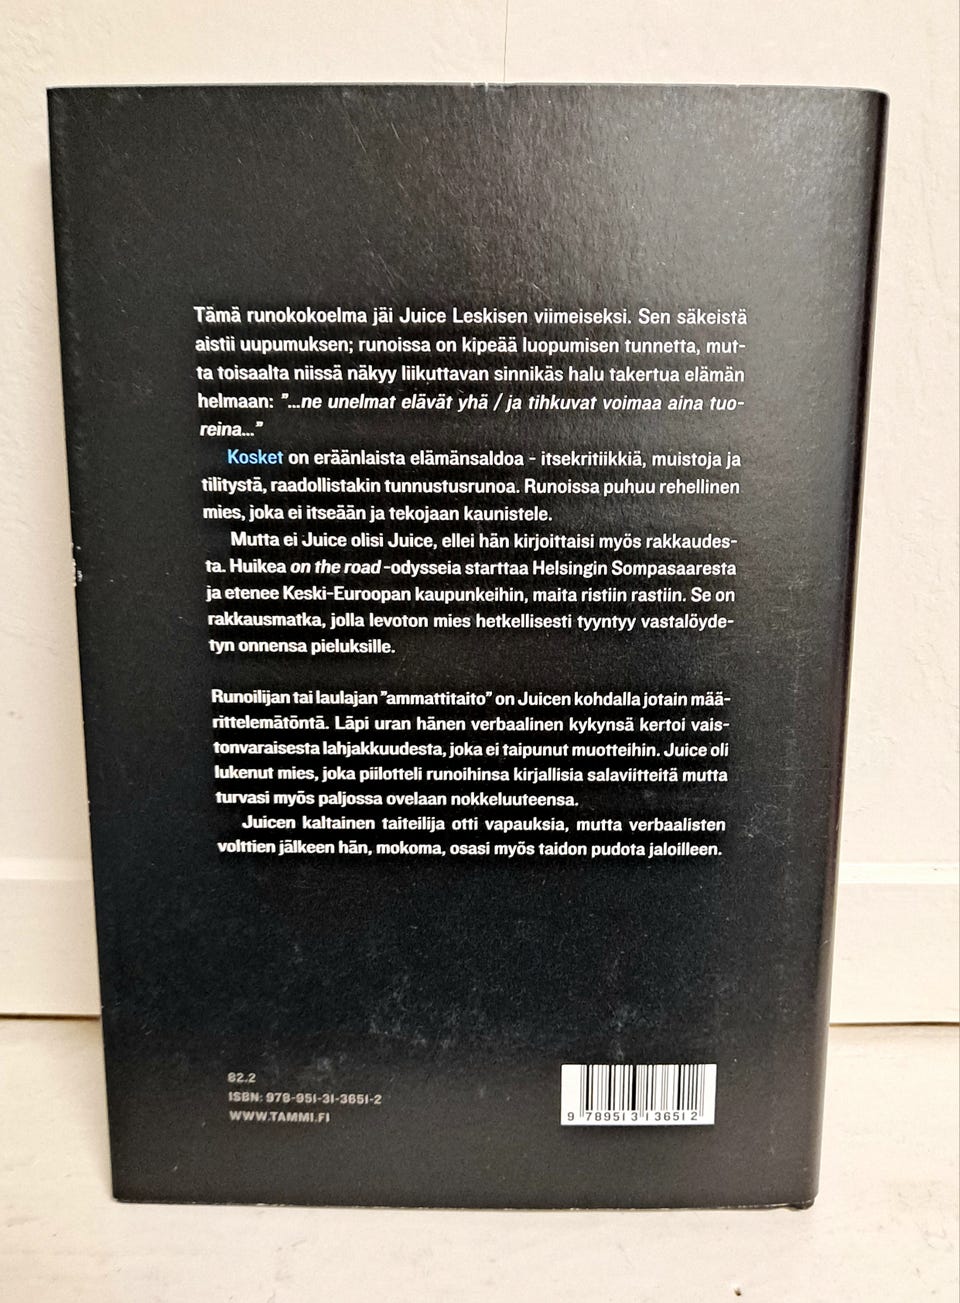 Tämä runokokoelma jäi Juice Leskisen viimeiseksi. Sen säkeistä
aistii uupumuksen; runoissa on kipeää luopumisen tunnetta, mut-
ta toisaalta niissä näkyy liikuttavan sinnikäs halu takertua elämän
helmaan: ”...ne unelmat elävät yhä / ja tihkuvat voimaa aina tuo-
reina...”
Kosket on eräänlaista elämänsaldoa - itsekritiikkiä, muistoja ja
tilitystä, raadollistakin tunnustusrunoa. Runoissa puhuu rehellinen
mies, joka ei itseään ja tekojaan kaunistele.
Mutta ei Juice olisi Juice, ellei hän kirjoittaisi myös rakkaudes-
ta. Huikea on the road -odysseia starttaa Helsingin Sompasaaresta
ja etenee Keski-Euroopan kaupunkeihin, maita ristiin rastiin. Se on
rakkausmatka, jolla levoton mies hetkellisesti tyyntyy vastalöyde-
tyn onnensa pieluksille.
Runoilijan tai laulajan ”ammattitaito” on Juicen kohdalla jotain mää-
rittelemätöntä. Läpi uran hänen verbaalinen kykynsä kertoi vais-
tonvaraisesta lahjakkuudesta, joka ei taipunut muotteihin. Juice oli
lukenut mies, joka piilotteli runoihinsa kirjallisia salaviitteitä mutta
turvasi myös paljossa ovelaan nokkeluuteensa.
Juicen kaltainen taiteilija otti vapauksia, mutta verbaalisten
volttien jälkeen hän, mokoma, osasi myös taidon pudota jaloilleen.
82.2
ISBN: 978-951-31-3651-2
WWW.TAMMI.FI
9 789513 136512